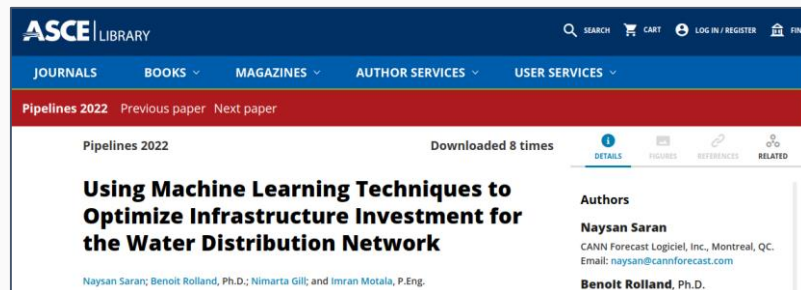 ASCE LIBRARY
SEARCH CART LOG IN / REGISTER FIN
JOURNALS BOOKS MAGAZINES AUTHOR SERVICES USER SERVICES
Pipelines 2022 Previous paper Next paper
Pipelines 2022 Downloaded 8 times
DETAILS FIGURES REFERENCES RELATED
Using Machine Learning Techniques to
Optimize Infrastructure Investment for
the Water Distribution Network
Naysan Saran; Benoit Rolland, Ph.D.; Nimarta Gill; and Imran Motala, P.Eng.
Authors
Naysan Saran
CANN Forecast Logiciel, Inc., Montreal, QC.
Email: naysan@cannforecast.com
Benoit Rolland, Ph.D.